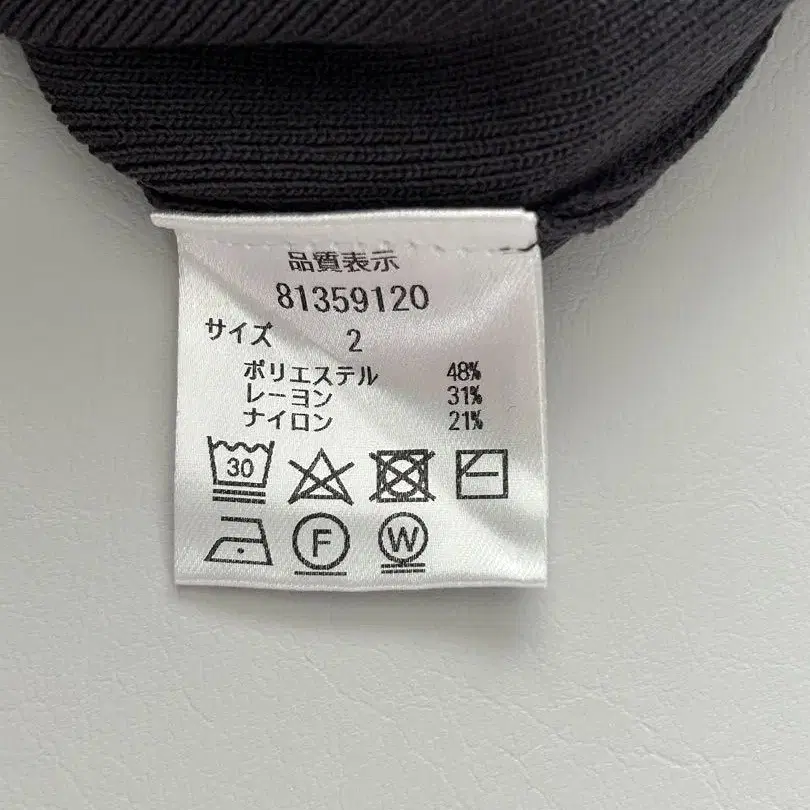 品質表示
81359120
サイズ 2
ポリエステル 48%
レーヨン 31%
ナイロン 21%
30
F W